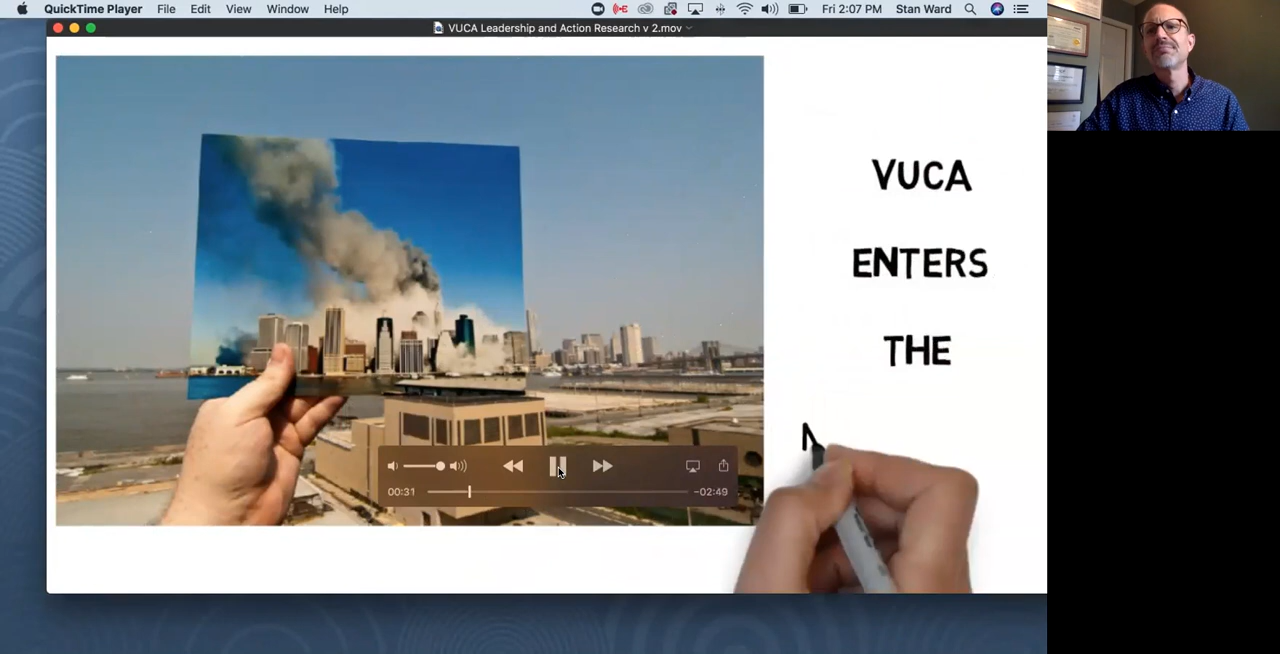 QuickTime Player File Edit View Window Help Fri 2:07 PM Stan Ward
VUCA Leadership and Action Research v 2.mov
VUCA
ENTERS
THE
00:31 -02:49